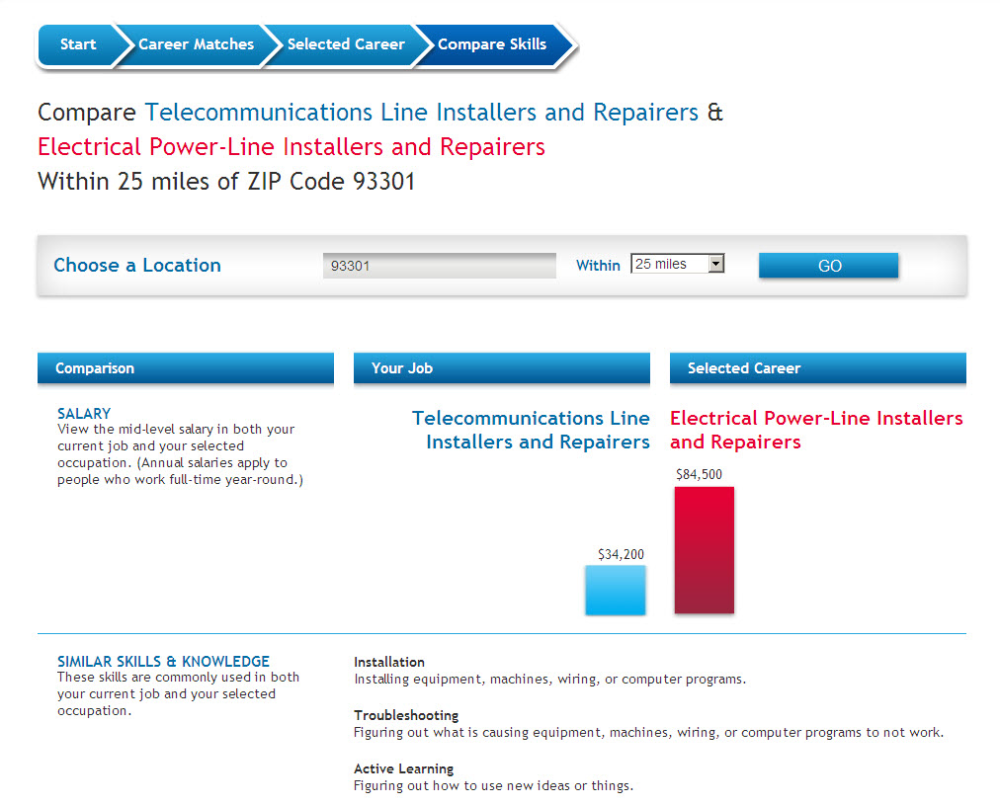 Start
Career Matches
Selected Career
Compare Skills
Compare Telecommunications Line Installers and Repairers &
Electrical Power-Line Installers and Repairers
Within 25 miles of ZIP Code 93301
Choose a Location
93301
Within
25 miles
GO
Comparison
Your Job
Selected Career
SALARY
View the mid-level salary in both your
current job and your selected
occupation. (Annual salaries apply to
people who work full-time year-round.)
Telecommunications Line
Installers and Repairers
$34,200
Electrical Power-Line Installers
and Repairers
$84,500
SIMILAR SKILLS & KNOWLEDGE
These skills are commonly used in both
your current job and your selected
occupation.
Installation
Installing equipment, machines, wiring, or computer programs.
Troubleshooting
Figuring out what is causing equipment, machines, wiring, or computer programs to not work.
Active Learning
Figuring out how to use new ideas or things.